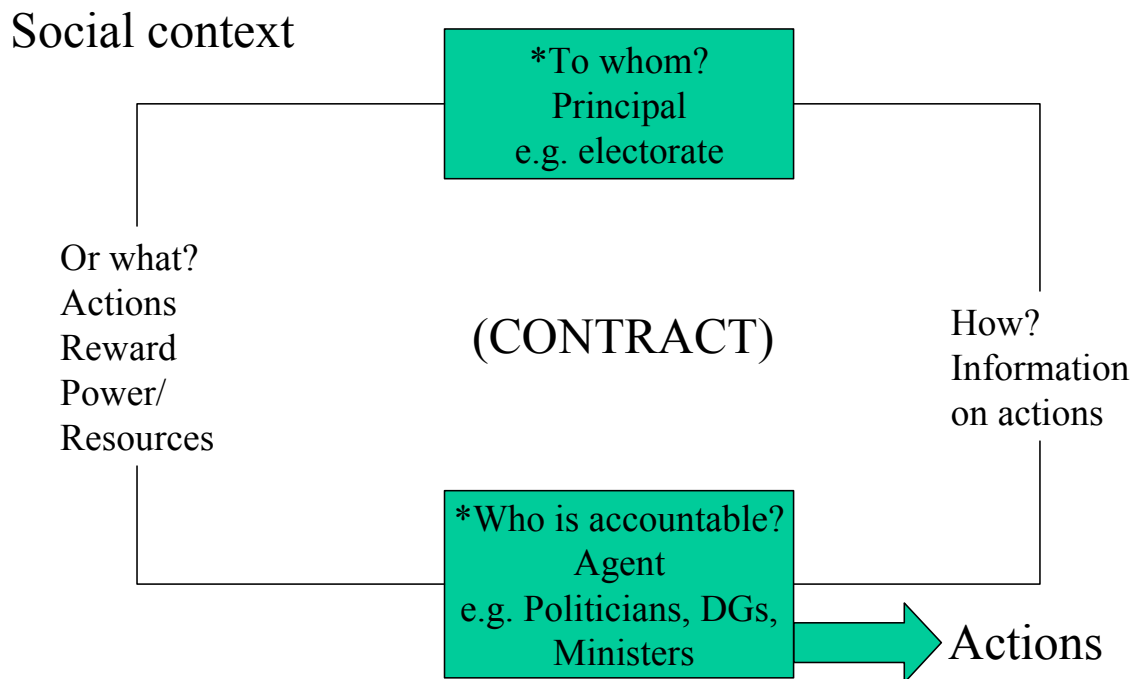 Social context
*To whom?
Principal
e.g. electorate
Or what?
Actions
Reward
Power/
Resources
(CONTRACT)
How?
Information
on actions
*Who is accountable?
Agent
e.g. Politicians, DGs,
Ministers
Actions